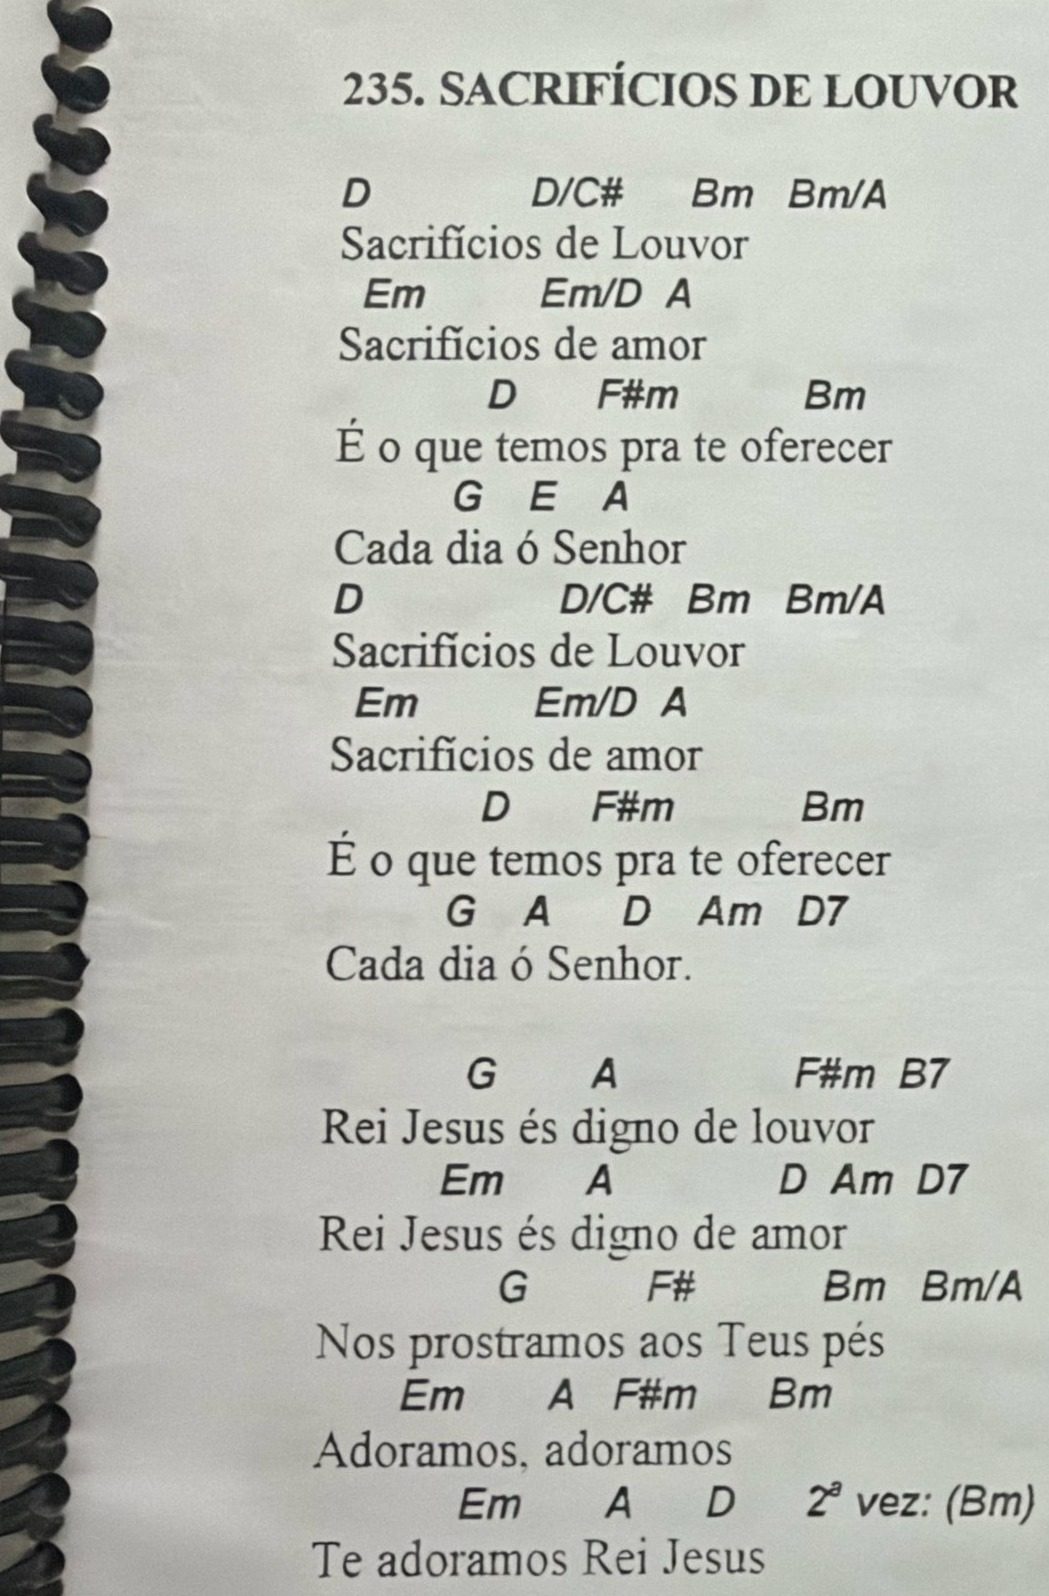 235. SACRIFÍCIOS DE LOUVOR
D D/C# Bm Bm/A
Sacrifícios de Louvor
Em Em/D A
Sacrifícios de amor
D F#m Bm
É o que temos pra te oferecer
G E A
Cada dia ó Senhor
D D/C# Bm Bm/A
Sacrifícios de Louvor
Em Em/D A
Sacrifícios de amor
D F#m Bm
É o que temos pra te oferecer
G A D Am D7
Cada dia ó Senhor.
G A F#m B7
Rei Jesus és digno de louvor
Em A D Am D7
Rei Jesus és digno de amor
G F# Bm Bm/A
Nos prostramos aos Teus pés
Em A F#m Bm
Adoramos, adoramos
Em A D 2ª vez: (Bm)
Te adoramos Rei Jesus